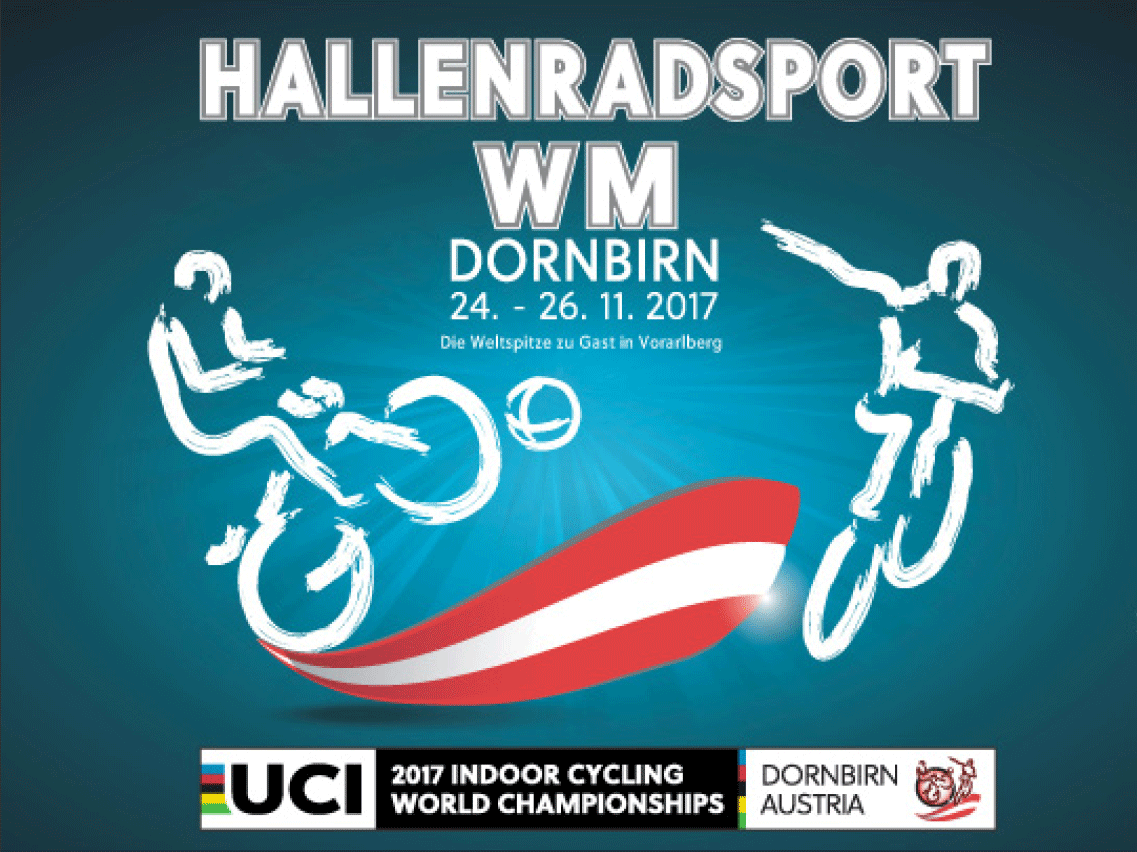 HALLENRADSPORT
WM
DORNBIRN
24. - 26. 11. 2017
Die Weltspitze zu Gast in Vorarlberg
UCI
2017 INDOOR CYCLING
WORLD CHAMPIONSHIPS
DORNBIRN
AUSTRIA